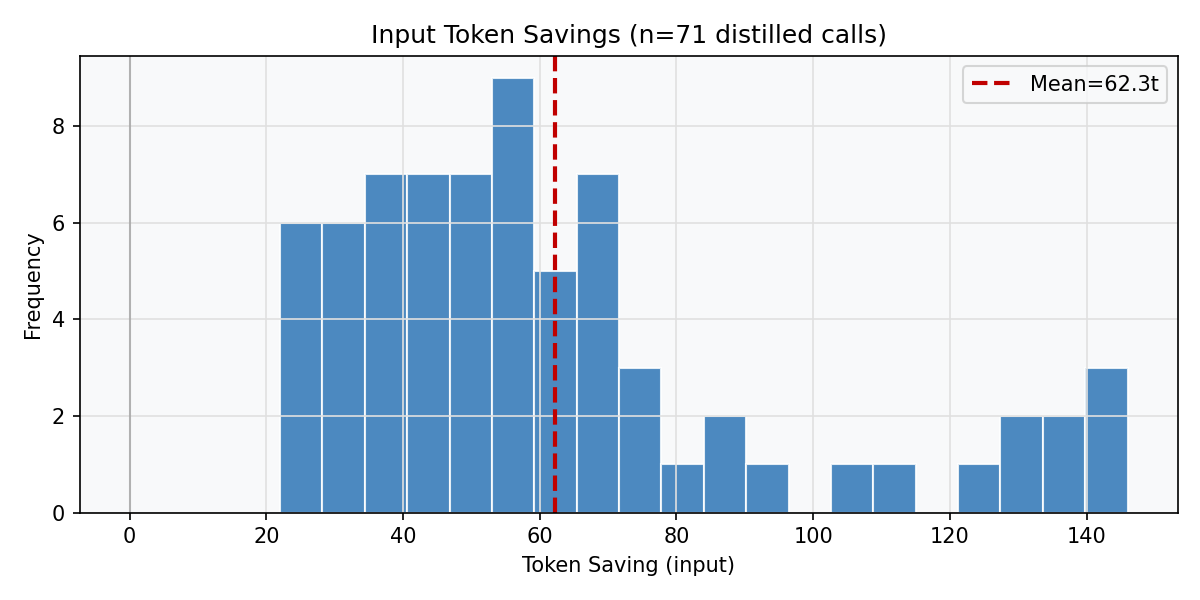 Input Token Savings (n=71 distilled calls)
Mean=62.3t
8
6
4
2
0
Frequency
0 20 40 60 80 100 120 140
Token Saving (input)